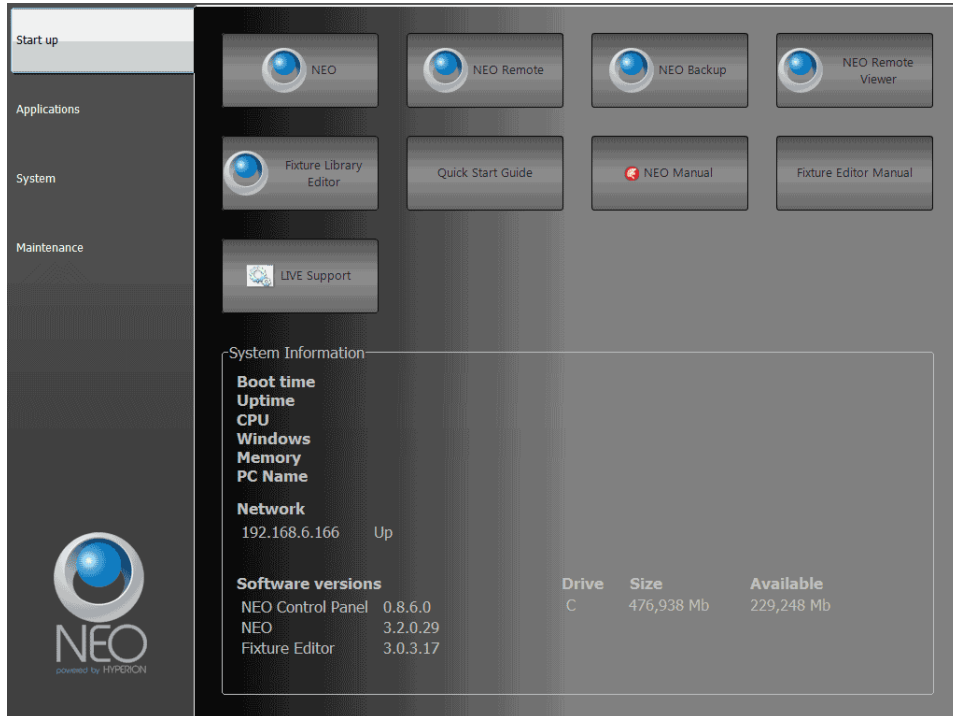 Start up
Applications
System
Maintenance
NEO
NEO Remote
NEO Backup
NEO Remote
Viewer
Fixture Library
Editor
Quick Start Guide
NEO Manual
Fixture Editor Manual
LIVE Support
System Information
Boot time
Uptime
CPU
Windows
Memory
PC Name
Network
192.168.6.166 Up
Software versions Drive Size Available
NEO Control Panel 0.8.6.0 C 476,938 Mb 229,248 Mb
NEO 3.2.0.29
Fixture Editor 3.0.3.17
NEO
powered by HYPERION